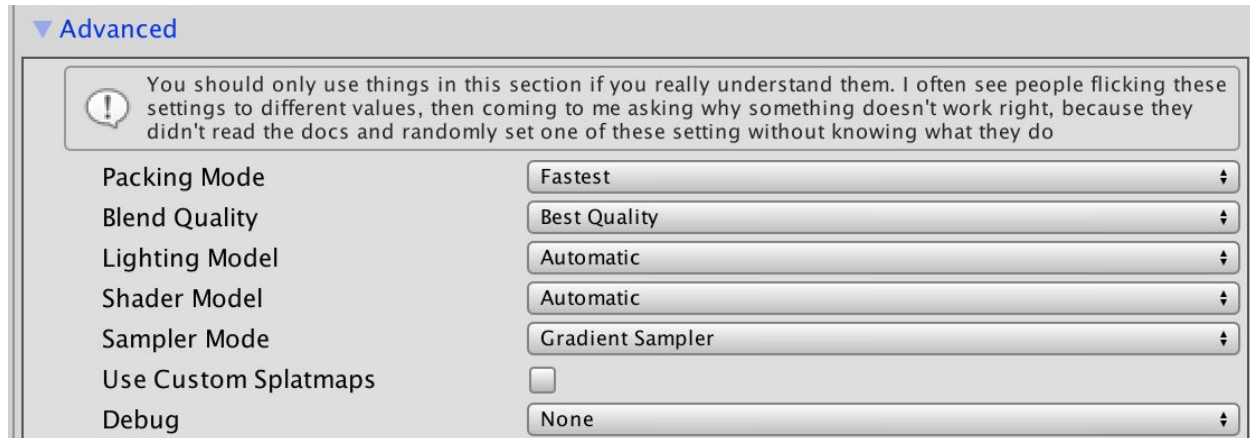 Advanced
You should only use things in this section if you really understand them. I often see people flicking these
settings to different values, then coming to me asking why something doesn't work right, because they
didn't read the docs and randomly set one of these setting without knowing what they do
Packing Mode Fastest
Blend Quality Best Quality
Lighting Model Automatic
Shader Model Automatic
Sampler Mode Gradient Sampler
Use Custom Splatmaps
Debug None